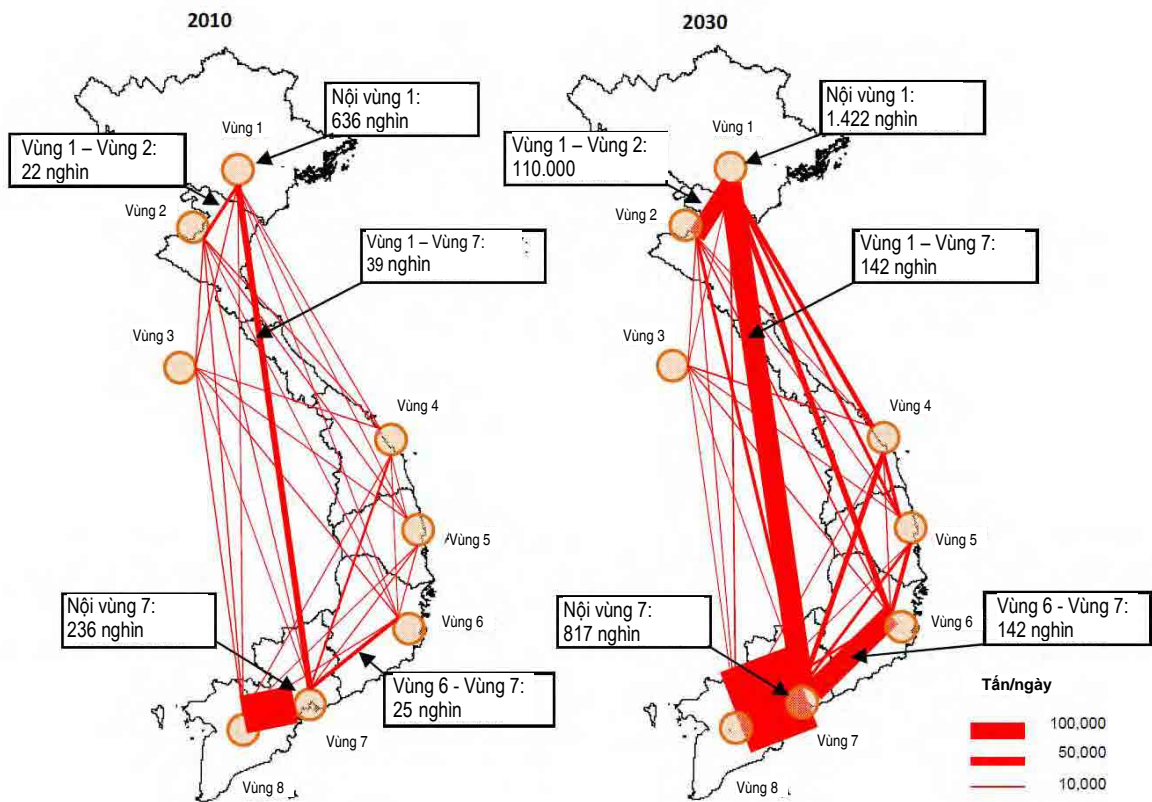 2010
Nội vùng 1:
636 nghìn
Vùng 1
Vùng 1 – Vùng 2:
22 nghìn
Vùng 2
Vùng 1 – Vùng 7:
39 nghìn
Vùng 3
Vùng 4
Vùng 5
Nội vùng 7:
236 nghìn
Vùng 6
Vùng 6 - Vùng 7:
25 nghìn
Vùng 7
Vùng 8
2030
Nội vùng 1:
1.422 nghìn
Vùng 1
Vùng 1 – Vùng 2:
110.000
Vùng 2
Vùng 1 – Vùng 7:
142 nghìn
Vùng 3
Vùng 4
Vùng 5
Nội vùng 7:
817 nghìn
Vùng 6 - Vùng 7:
142 nghìn
Vùng 6
Vùng 7
Vùng 8
Tấn/ngày
100,000
50,000
10,000